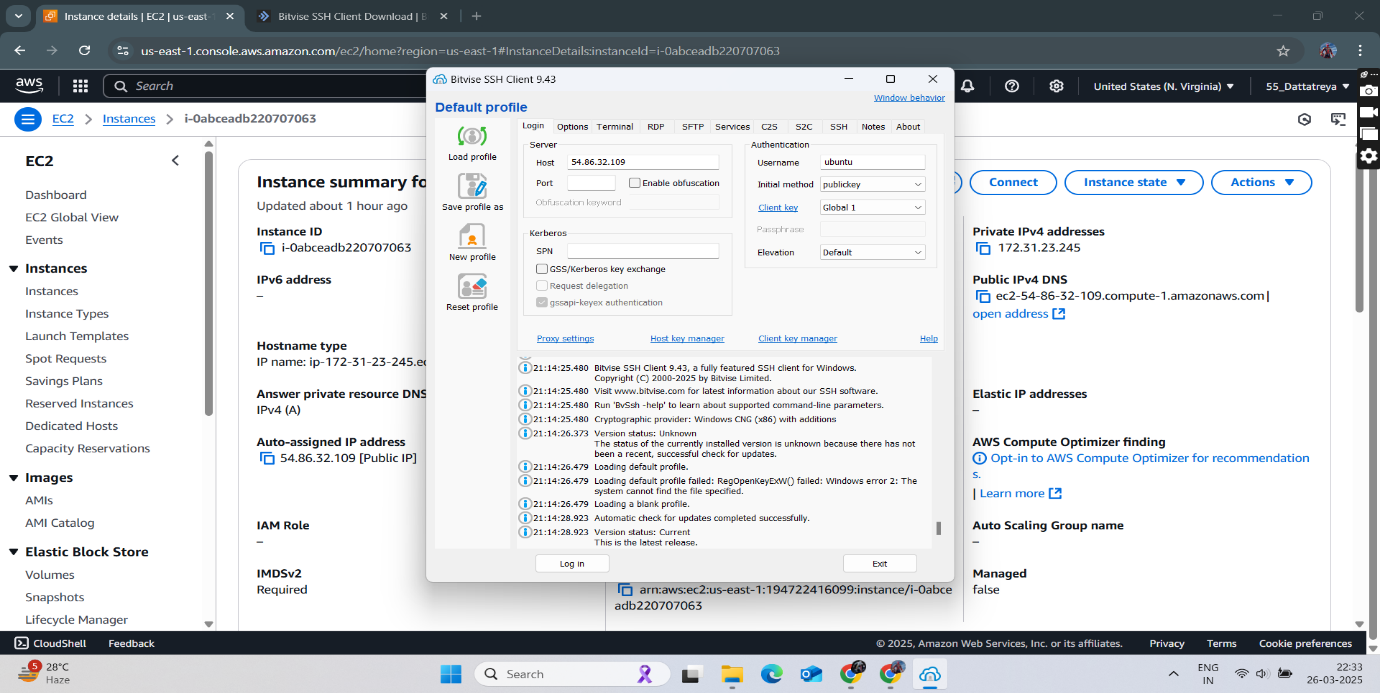 Instance details | EC2 | us-east-1
Bitvise SSH Client Download | B
us-east-1.console.aws.amazon.com/ec2/home?region=us-east-1#InstanceDetails:instanceId=i-0abceadb220707063
aws
Search
United States (N. Virginia)
55_Dattatreya
EC2
Instances
i-0abceadb220707063
EC2
Dashboard
EC2 Global View
Events
Instances
Instances
Instance Types
Launch Templates
Spot Requests
Savings Plans
Reserved Instances
Dedicated Hosts
Capacity Reservations
Images
AMIs
AMI Catalog
Elastic Block Store
Volumes
Snapshots
Lifecycle Manager
Instance summary fo
Connect
Instance state
Actions
Updated about 1 hour ago
Instance ID
i-0abceadb220707063
IPv6 address
–
Hostname type
IP name: ip-172-31-23-245.ec
Answer private resource DNS
IPv4 (A)
Auto-assigned IP address
54.86.32.109 [Public IP]
IAM Role
–
IMDSv2
Required
Bitvise SSH Client 9.43
Default profile
Window behavior
Load profile
Save profile as
New profile
Reset profile
Login
Options
Terminal
RDP
SFTP
Services
C2S
S2C
SSH
Notes
About
Server
Host
54.86.32.109
Port
Enable obfuscation
Obfuscation keyword
Kerberos
SPN
GSS/Kerberos key exchange
Request delegation
gssapi-keyex authentication
Authentication
Username
ubuntu
Initial method
publickey
Client key
Global 1
Passphrase
Elevation
Default
Proxy settings
Host key manager
Client key manager
Help
21:14:25.480 Bitvise SSH Client 9.43, a fully featured SSH client for Windows.
Copyright (C) 2000-2025 by Bitvise Limited.
21:14:25.480 Visit www.bitvise.com for latest information about our SSH software.
21:14:25.480 Run 'BvSsh -help' to learn about supported command-line parameters.
21:14:25.480 Cryptographic provider: Windows CNG (x86) with additions
21:14:26.373 Version status: Unknown
The status of the currently installed version is unknown because there has not
been a recent, successful check for updates.
21:14:26.479 Loading default profile.
21:14:26.479 Loading default profile failed: RegOpenKeyExW() failed: Windows error 2: The
system cannot find the file specified.
21:14:26.479 Loading a blank profile.
21:14:28.923 Automatic check for updates completed successfully.
21:14:28.923 Version status: Current
This is the latest release.
Log in
Exit
arn:aws:ec2:us-east-1:194722416099:instance/i-0abce
adb220707063
Private IPv4 addresses
172.31.23.245
Public IPv4 DNS
ec2-54-86-32-109.compute-1.amazonaws.com |
open address
Elastic IP addresses
–
AWS Compute Optimizer finding
Opt-in to AWS Compute Optimizer for recommendation
s.
| Learn more
Auto Scaling Group name
–
Managed
false
CloudShell
Feedback
© 2025, Amazon Web Services, Inc. or its affiliates.
Privacy
Terms
Cookie preferences
5
28°C
Haze
Search
ENG
IN
22:33
26-03-2025